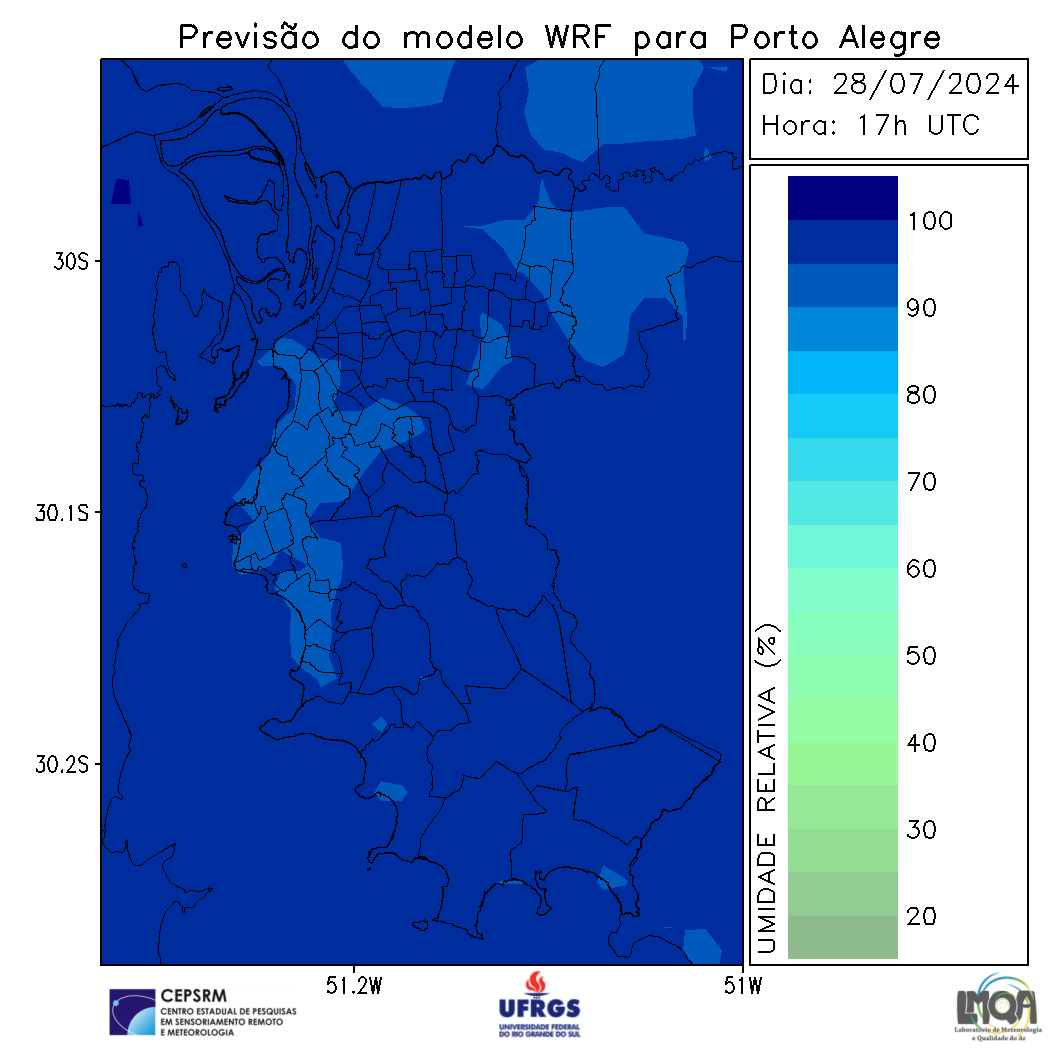 Previsão do modelo WRF para Porto Alegre
Dia: 28/07/2024
Hora: 17h UTC
30S
30.1S
30.2S
51.2W
51W
UMIDADE RELATIVA (%)
100
90
80
70
60
50
40
30
20
CEPSRM
CENTRO ESTADUAL DE PESQUISAS
EM SENSORIAMENTO REMOTO
E METEOROLOGIA
UFRGS
UNIVERSIDADE FEDERAL
DO RIO GRANDE DO SUL
LMQA
Laboratório de Meteorologia
e Qualidade do Ar